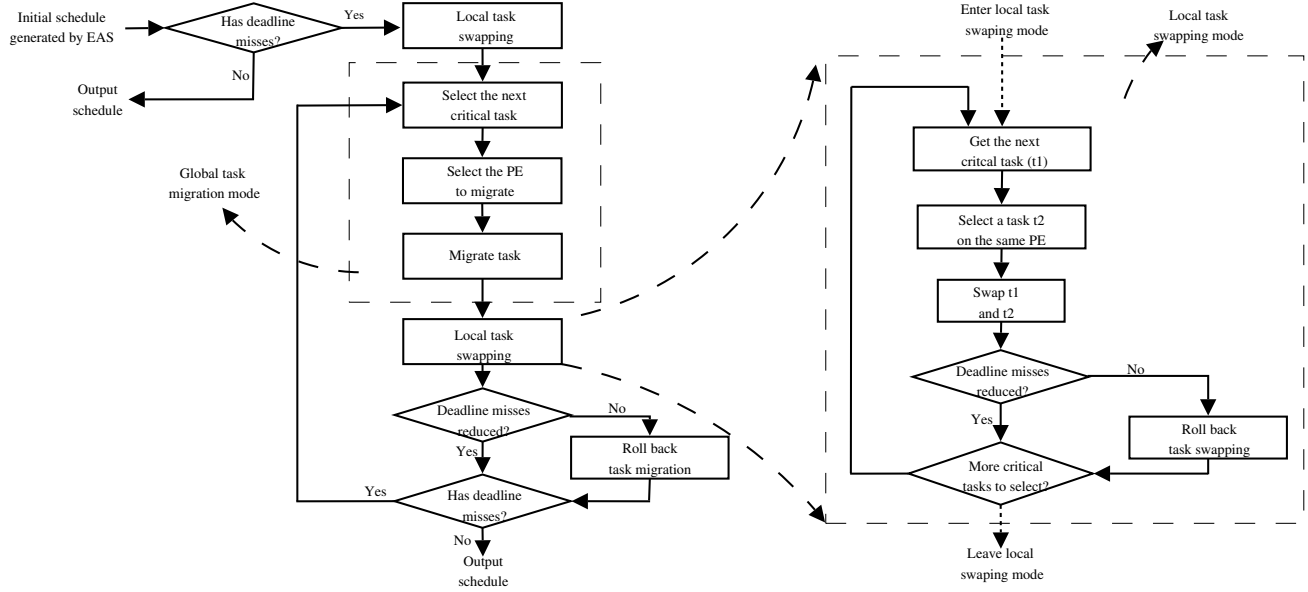 Initial schedule
generated by EAS
Has deadline
misses?
Yes
No
Output
schedule
Local task
swapping
Select the next
critical task
Select the PE
to migrate
Migrate task
Global task
migration mode
Local task
swapping
Deadline misses
reduced?
No
Yes
Roll back
task migration
Has deadline
misses?
Yes
No
Output
schedule
Enter local task
swaping mode
Local task
swapping mode
Get the next
critcal task (t1)
Select a task t2
on the same PE
Swap t1
and t2
Deadline misses
reduced?
No
Yes
Roll back
task swapping
More critical
tasks to select?
Leave local
swaping mode